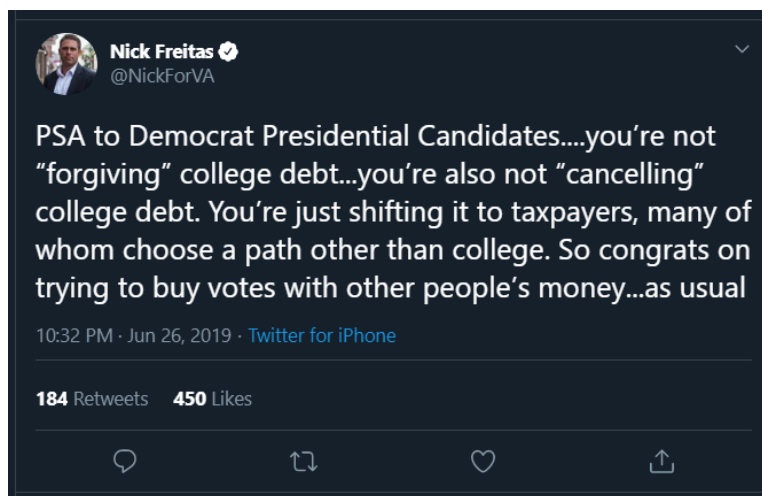 Nick Freitas
@NickForVA
PSA to Democrat Presidential Candidates....you’re not
“forgiving” college debt...you’re also not “cancelling”
college debt. You’re just shifting it to taxpayers, many of
whom choose a path other than college. So congrats on
trying to buy votes with other people’s money...as usual
10:32 PM · Jun 26, 2019 · Twitter for iPhone
184 Retweets 450 Likes